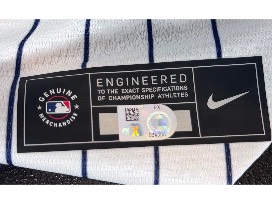 GENUINE
MERCHANDISE
ENGINEERED
TO THE EXACT SPECIFICATIONS
OF CHAMPIONSHIP ATHLETES